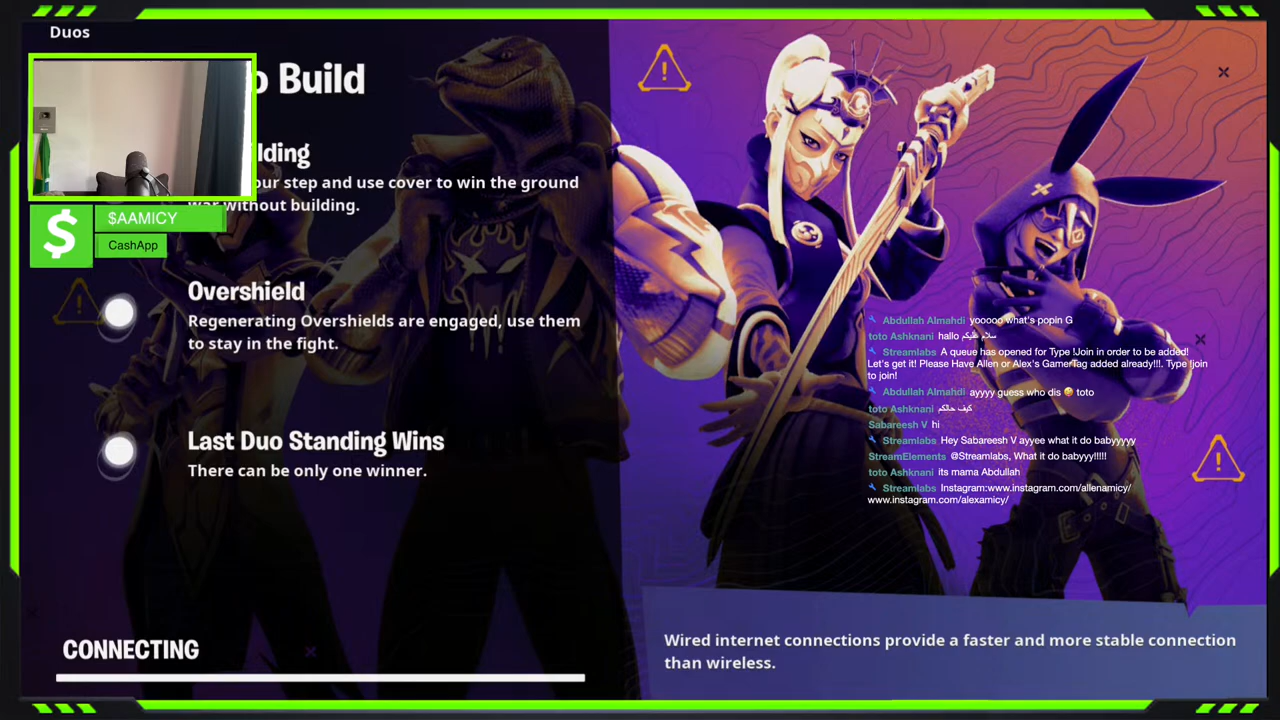 Duos
o Build
lding
our step and use cover to win the ground
war without building.
$AAMICY
CashApp
Overshield
Regenerating Overshields are engaged, use them
to stay in the fight.
Last Duo Standing Wins
There can be only one winner.
CONNECTING
Abdullah Almahdi yooooo what's popin G
toto Ashknani hallo سلام عليكم
Streamlabs A queue has opened for Type !Join in order to be added!
Let's get it! Please Have Allen or Alex's GamerTag added already!!!. Type !join
to join!
Abdullah Almahdi ayyyy guess who dis 🤣 toto
toto Ashknani كيف حالكم
Sabareesh V hi
Streamlabs Hey Sabareesh V ayyee what it do babyyyyy
StreamElements @Streamlabs, What it do babyyy!!!!!
toto Ashknani its mama Abdullah
Streamlabs Instagram:www.instagram.com/allenamicy/
www.instagram.com/alexamicy/
Wired internet connections provide a faster and more stable connection
than wireless.